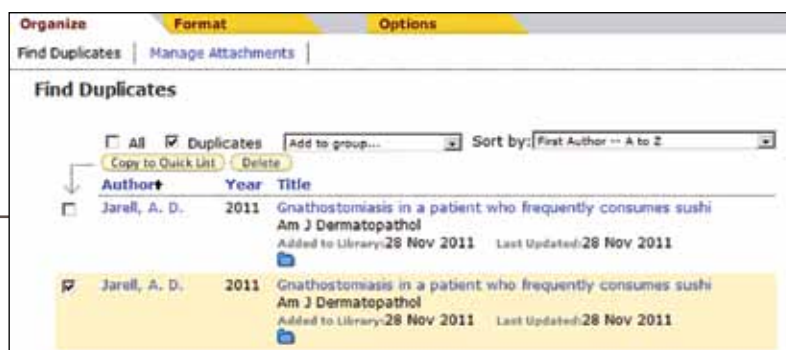 Organize Format Options
Find Duplicates Manage Attachments
Find Duplicates
All Duplicates Add to group... Sort by: First Author -- A to Z
Copy to Quick List Delete
Author Year Title
Jarell, A. D. 2011 Gnathostomiasis in a patient who frequently consumes sushi
Am J Dermatopathol
Added to Library: 28 Nov 2011 Last Updated: 28 Nov 2011
Jarell, A. D. 2011 Gnathostomiasis in a patient who frequently consumes sushi
Am J Dermatopathol
Added to Library: 28 Nov 2011 Last Updated: 28 Nov 2011